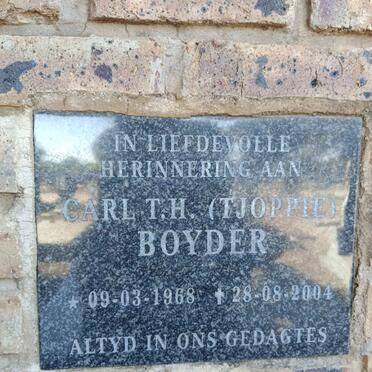 IN LIEFDEVOLLE
HERINNERING AAN
CARL T.H. (TJOPPIE)
BOYDER
* 09-03-1968 ✝ 28-08-2004
ALTYD IN ONS GEDAGTES